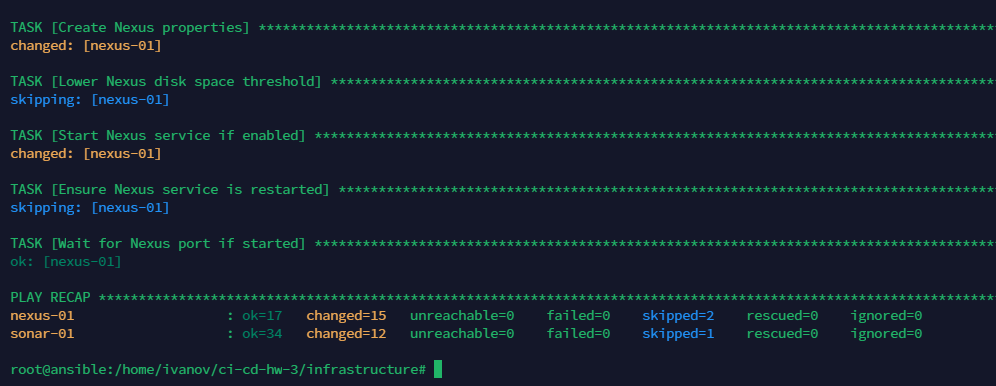 TASK [Create Nexus properties] ********************************************************************************************
changed: [nexus-01]
TASK [Lower Nexus disk space threshold] ***********************************************************************************
skipping: [nexus-01]
TASK [Start Nexus service if enabled] *************************************************************************************
changed: [nexus-01]
TASK [Ensure Nexus service is restarted] **********************************************************************************
skipping: [nexus-01]
TASK [Wait for Nexus port if started] *************************************************************************************
ok: [nexus-01]
PLAY RECAP ****************************************************************************************************************
nexus-01                   : ok=17   changed=15   unreachable=0    failed=0    skipped=2    rescued=0    ignored=0
sonar-01                   : ok=34   changed=12   unreachable=0    failed=0    skipped=1    rescued=0    ignored=0
root@ansible:/home/ivanov/ci-cd-hw-3/infrastructure#